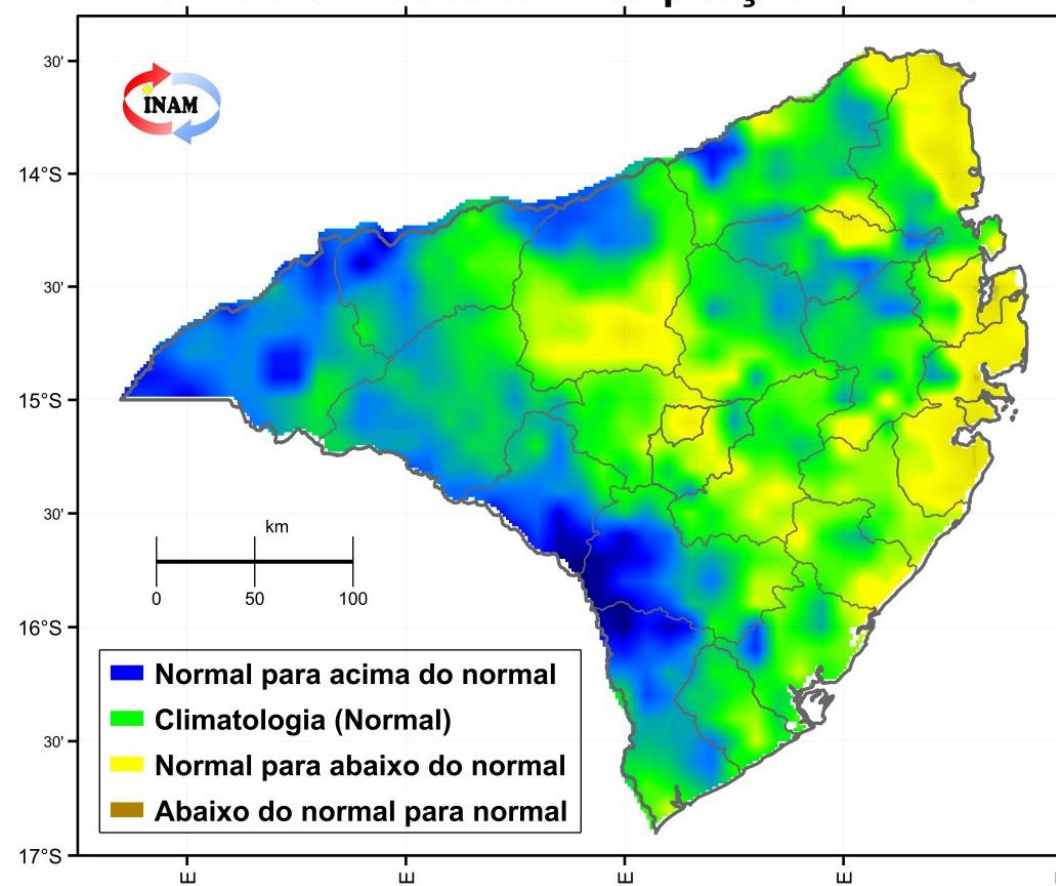 30'
INAM
14°S
30'
15°S
30'
km
0 50 100
16°S
Normal para acima do normal
Climatologia (Normal)
30'
Normal para abaixo do normal
Abaixo do normal para normal
17°S
E E E E